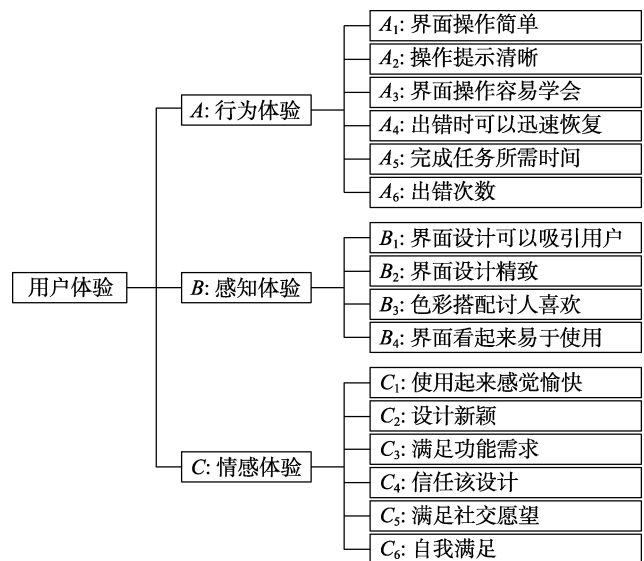 用户体验
A: 行为体验
A₁: 界面操作简单
A₂: 操作提示清晰
A₃: 界面操作容易学会
A₄: 出错时可以迅速恢复
A₅: 完成任务所需时间
A₆: 出错次数
B: 感知体验
B₁: 界面设计可以吸引用户
B₂: 界面设计精致
B₃: 色彩搭配讨人喜欢
B₄: 界面看起来易于使用
C: 情感体验
C₁: 使用起来感觉愉快
C₂: 设计新颖
C₃: 满足功能需求
C₄: 信任该设计
C₅: 满足社交愿望
C₆: 自我满足